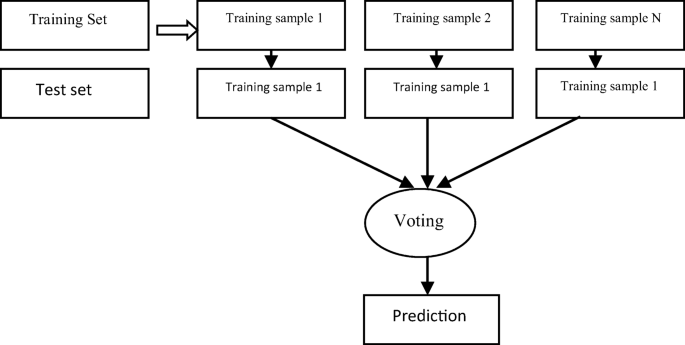 Training Set
Training sample 1
Training sample 2
Training sample N
Test set
Training sample 1
Training sample 1
Training sample 1
Voting
Prediction